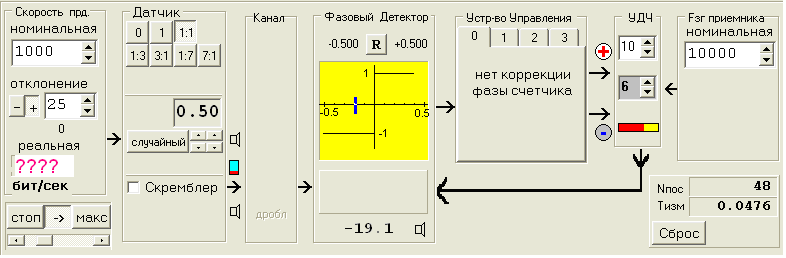 Скорость прд.
номинальная
1000
отклонение
- + 25
0
реальная
????
бит/сек
стоп -> макс
Датчик
0 1 1:1
1:3 3:1 1:7 7:1
0.50
случайный
Скремблер
Канал
дробл
Фазовый Детектор
-0.500 R +0.500
1
-0.5 0.5
-1
-19.1
Устр-во Управления
0 1 2 3
нет коррекции
фазы счетчика
+
-
УДЧ
10
6
Fзг приемника
номинальная
10000
Nпос 48
Tизм 0.0476
Сброс